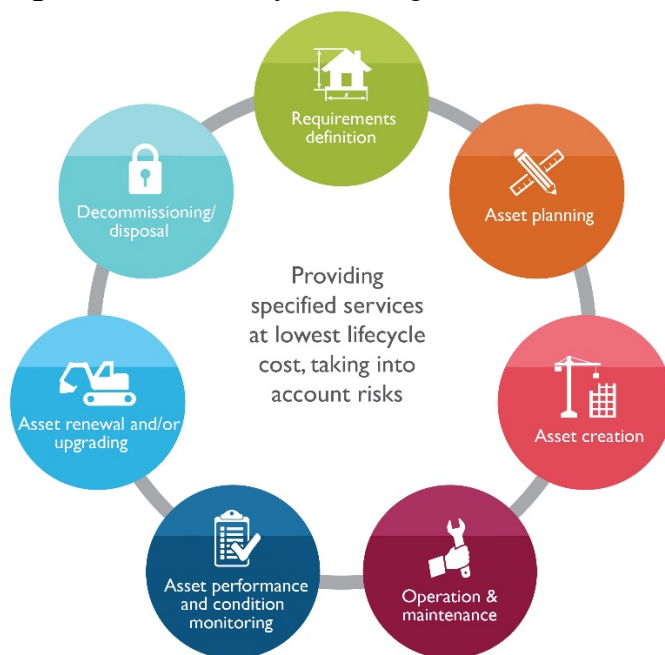 Requirements
definition
Asset planning
Asset creation
Operation &
maintenance
Asset performance
and condition
monitoring
Asset renewal and/or
upgrading
Decommissioning/
disposal
Providing
specified services
at lowest lifecycle
cost, taking into
account risks